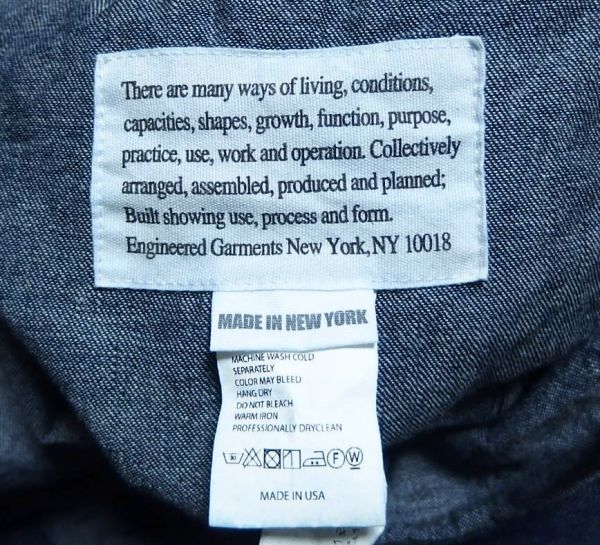 There are many ways of living, conditions,
capacities, shapes, growth, function, purpose,
practice, use, work and operation. Collectively
arranged, assembled, produced and planned;
Built showing use, process and form.
Engineered Garments New York, NY 10018
MADE IN NEW YORK
MACHINE WASH COLD
SEPARATELY
COLOR MAY BLEED
HANG DRY
DO NOT BLEACH
WARM IRON
PROFESSIONALLY DRYCLEAN
F W
MADE IN USA